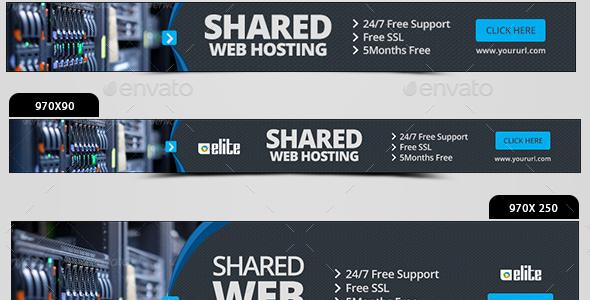 SHARED
WEB HOSTING
24/7 Free Support
Free SSL
5Months Free
CLICK HERE
www.yoururl.com
envato
envato
970X90
elite
SHARED
WEB HOSTING
24/7 Free Support
Free SSL
5Months Free
CLICK HERE
www.yoururl.com
970X 250
SHARED
WEB
24/7 Free Support
Free SSL
5Months Free
elite